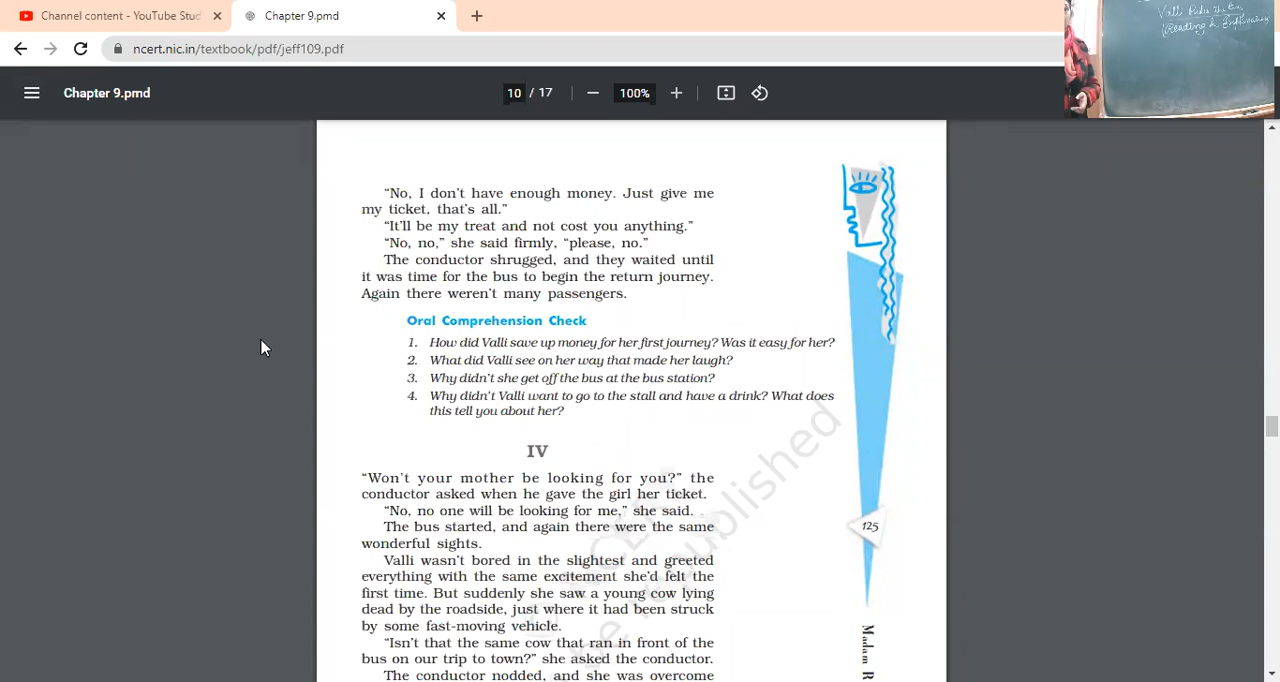 Channel content - YouTube Stud
Chapter 9.pmd
ncert.nic.in/textbook/pdf/jeff109.pdf
Chapter 9.pmd
10 / 17
100%
Valli Rides The Bus
(Reading & Explanation)
“No, I don’t have enough money. Just give me
my ticket, that’s all.”
“It’ll be my treat and not cost you anything.”
“No, no,” she said firmly, “please, no.”
The conductor shrugged, and they waited until
it was time for the bus to begin the return journey.
Again there weren’t many passengers.
Oral Comprehension Check
1. How did Valli save up money for her first journey? Was it easy for her?
2. What did Valli see on her way that made her laugh?
3. Why didn’t she get off the bus at the bus station?
4. Why didn’t Valli want to go to the stall and have a drink? What does
this tell you about her?
IV
“Won’t your mother be looking for you?” the
conductor asked when he gave the girl her ticket.
“No, no one will be looking for me,” she said.
The bus started, and again there were the same
wonderful sights.
Valli wasn’t bored in the slightest and greeted
everything with the same excitement she’d felt the
first time. But suddenly she saw a young cow lying
dead by the roadside, just where it had been struck
by some fast-moving vehicle.
“Isn’t that the same cow that ran in front of the
bus on our trip to town?” she asked the conductor.
The conductor nodded, and she was overcome
125
Madam R
published